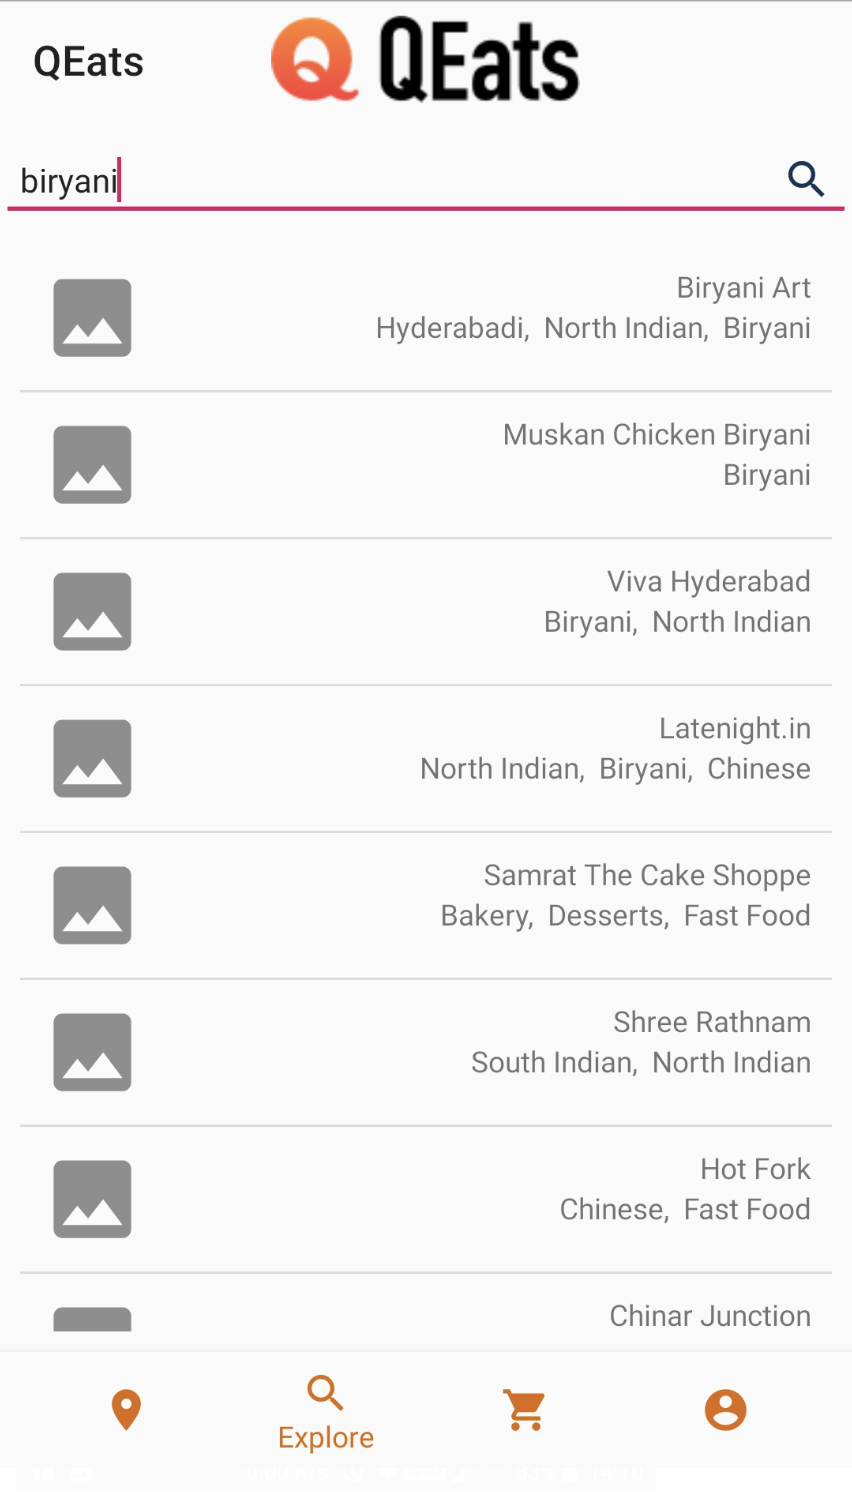 QEats
QEats
biryani
Biryani Art
Hyderabadi, North Indian, Biryani
Muskan Chicken Biryani
Biryani
Viva Hyderabad
Biryani, North Indian
Latenight.in
North Indian, Biryani, Chinese
Samrat The Cake Shoppe
Bakery, Desserts, Fast Food
Shree Rathnam
South Indian, North Indian
Hot Fork
Chinese, Fast Food
Chinar Junction
Explore